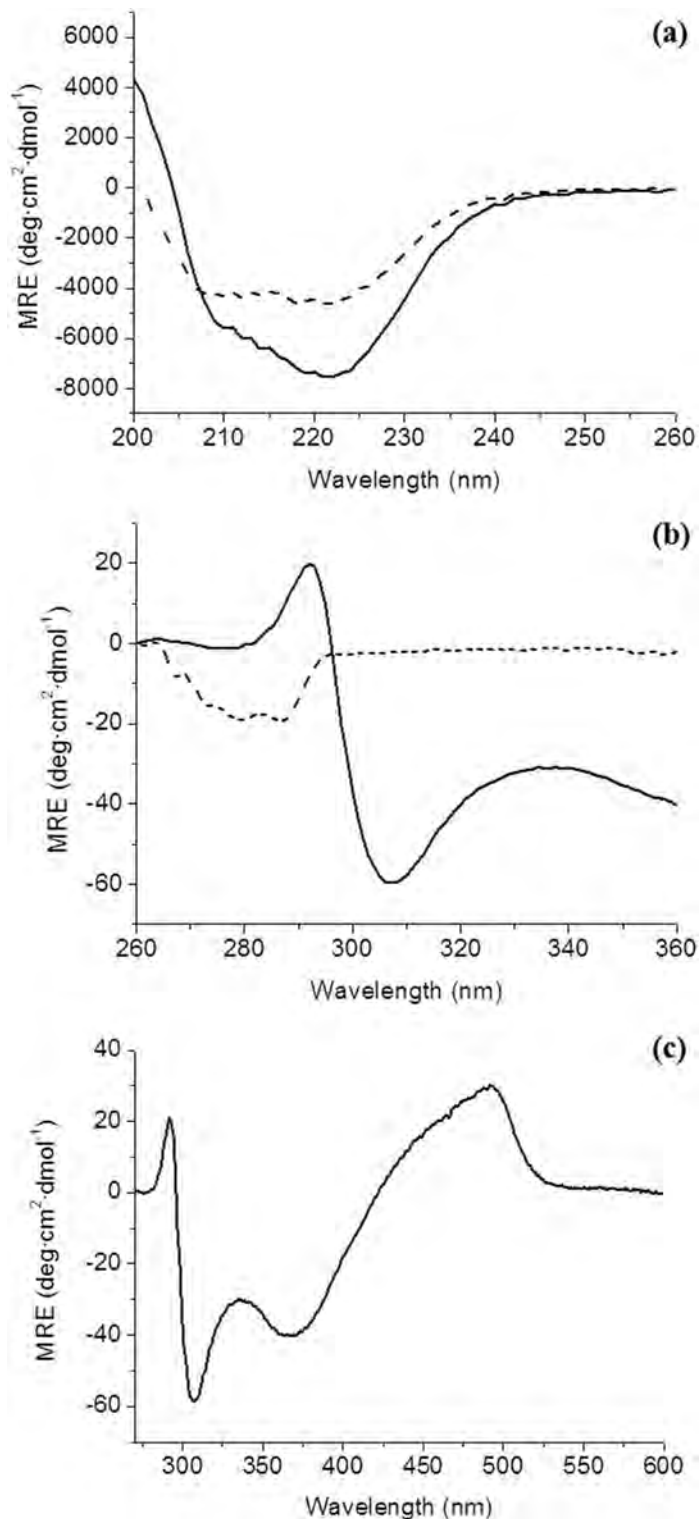 (a)
6000
4000
2000
0
-2000
-4000
-6000
-8000
MRE (deg·cm²·dmol⁻¹)
200 210 220 230 240 250 260
Wavelength (nm)
(b)
20
0
-20
-40
-60
MRE (deg·cm²·dmol⁻¹)
260 280 300 320 340 360
Wavelength (nm)
(c)
40
20
0
-20
-40
-60
MRE (deg·cm²·dmol⁻¹)
300 350 400 450 500 550 600
Wavelength (nm)